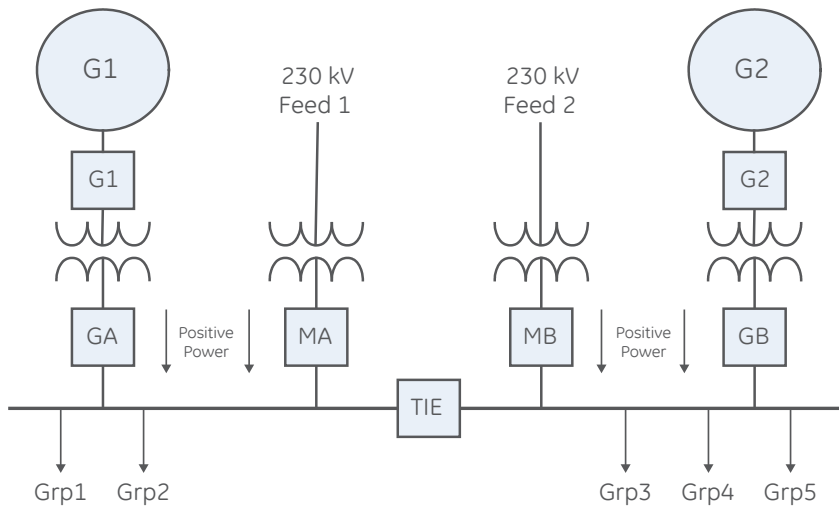 G1
230 kV
Feed 1
230 kV
Feed 2
G2
G1
G2
GA
Positive
Power
MA
MB
Positive
Power
GB
TIE
Grp1
Grp2
Grp3
Grp4
Grp5